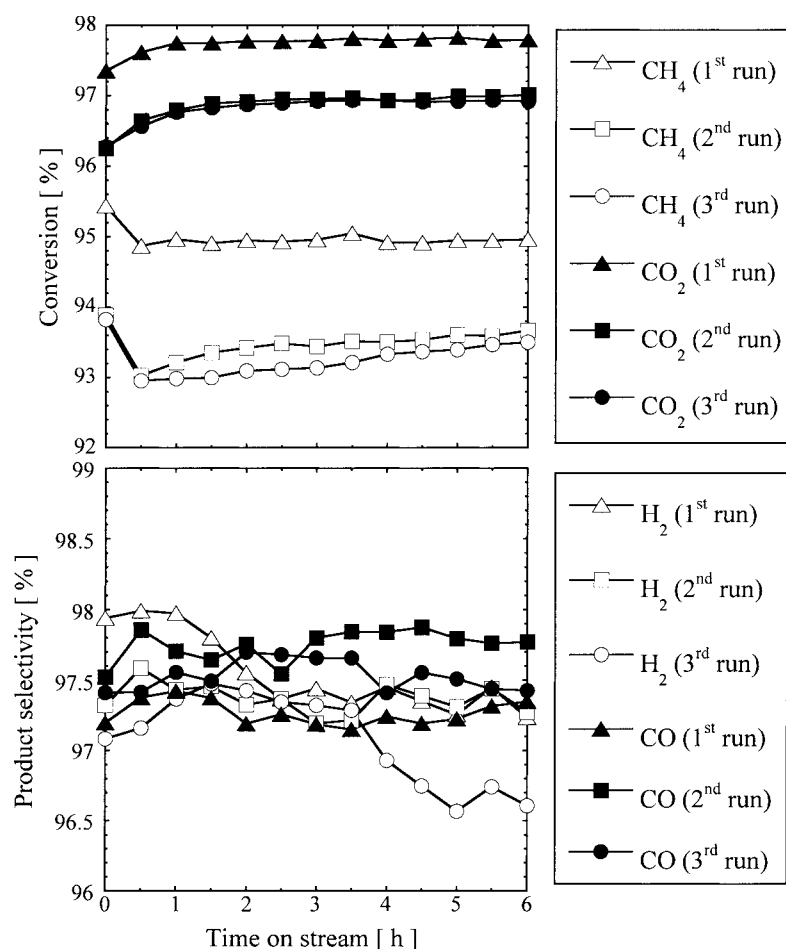 Conversion [ % ]
98
97
96
95
94
93
92
CH4 (1st run)
CH4 (2nd run)
CH4 (3rd run)
CO2 (1st run)
CO2 (2nd run)
CO2 (3rd run)
Product selectivity [ % ]
99
98.5
98
97.5
97
96.5
96
0
1
2
3
4
5
6
Time on stream [ h ]
H2 (1st run)
H2 (2nd run)
H2 (3rd run)
CO (1st run)
CO (2nd run)
CO (3rd run)